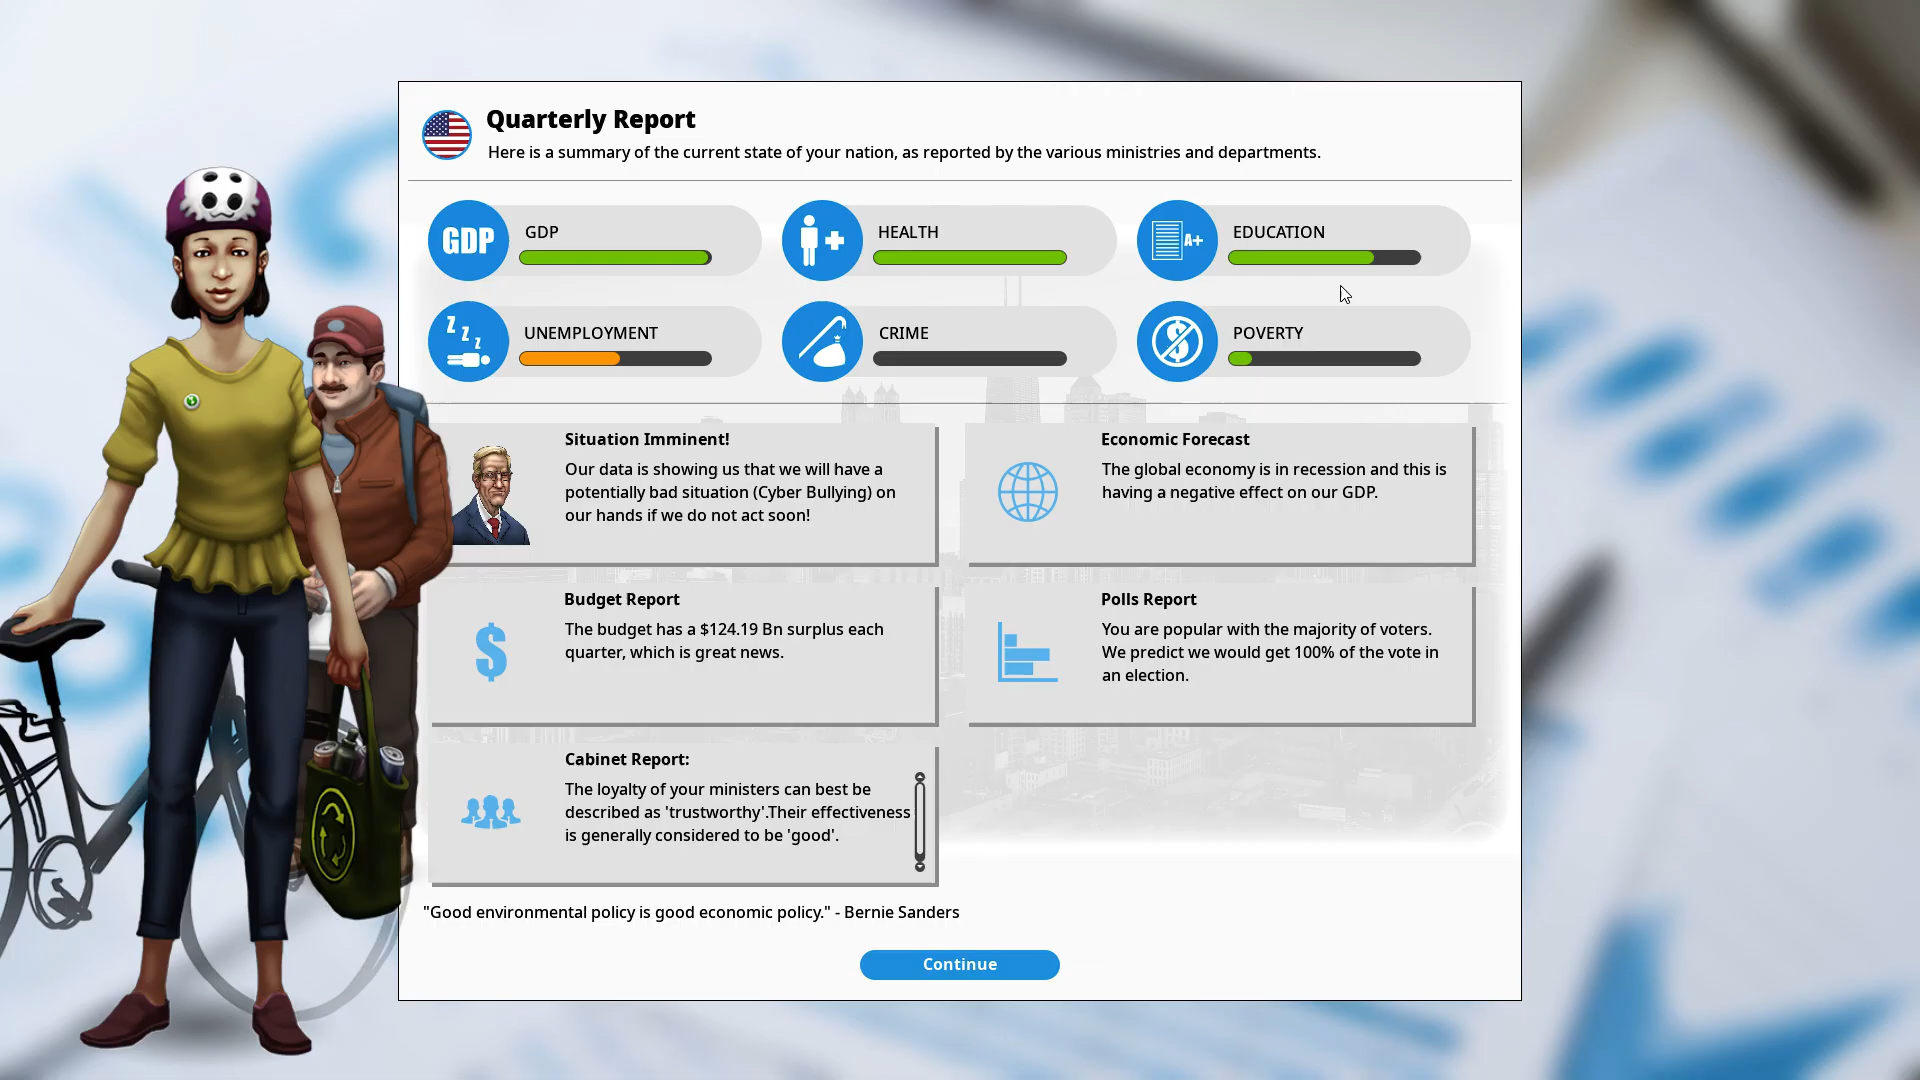 Quarterly Report
Here is a summary of the current state of your nation, as reported by the various ministries and departments.
GDP
GDP
HEALTH
A+
EDUCATION
Z
Z
Z
UNEMPLOYMENT
CRIME
$
POVERTY
Situation Imminent!
Our data is showing us that we will have a
potentially bad situation (Cyber Bullying) on
our hands if we do not act soon!
Economic Forecast
The global economy is in recession and this is
having a negative effect on our GDP.
$
Budget Report
The budget has a $124.19 Bn surplus each
quarter, which is great news.
Polls Report
You are popular with the majority of voters.
We predict we would get 100% of the vote in
an election.
Cabinet Report:
The loyalty of your ministers can best be
described as 'trustworthy'.Their effectiveness
is generally considered to be 'good'.
"Good environmental policy is good economic policy." - Bernie Sanders
Continue